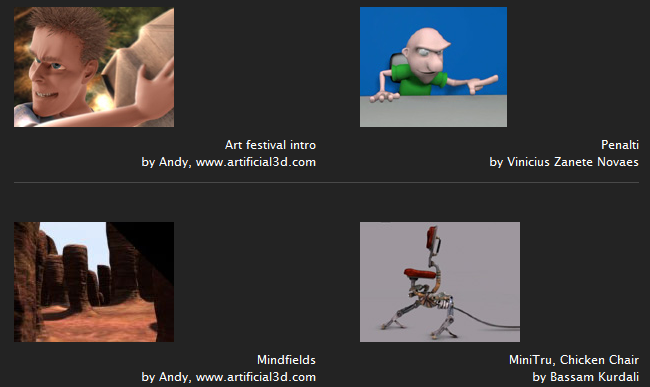 Art festival intro
by Andy, www.artificial3d.com
Penalti
by Vinicius Zanete Novaes
Mindfields
by Andy, www.artificial3d.com
MiniTru, Chicken Chair
by Bassam Kurdali